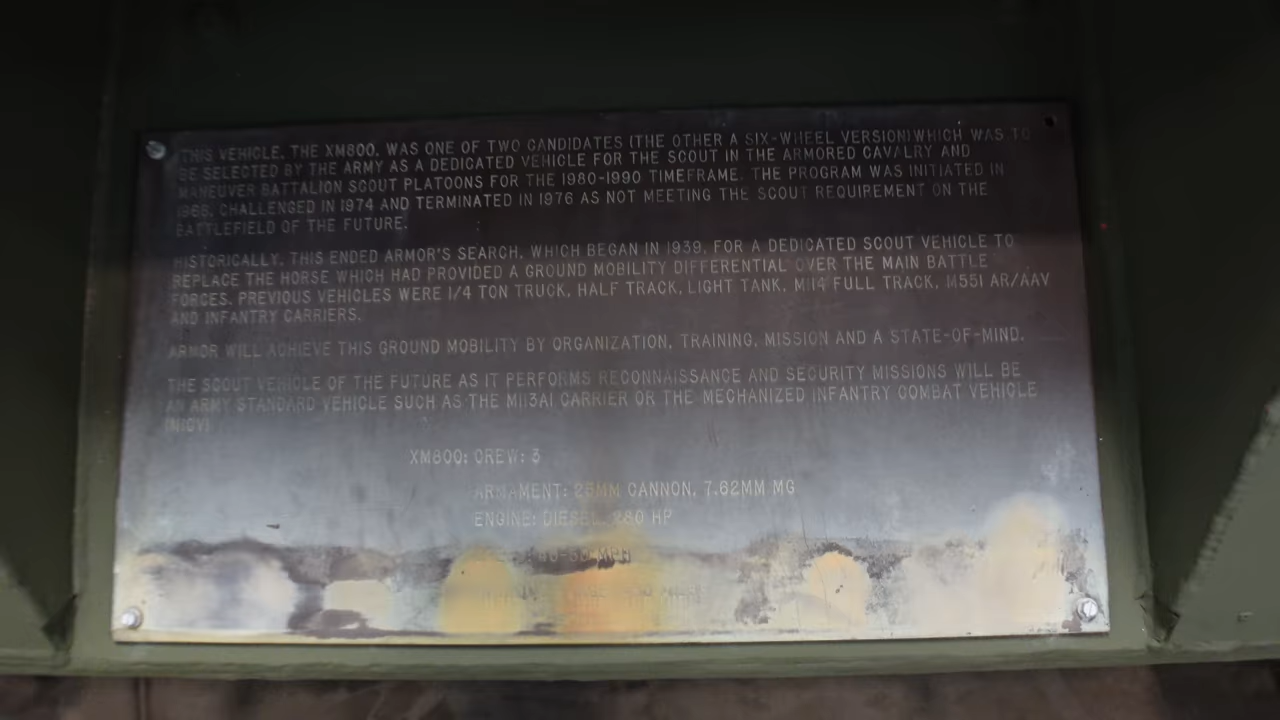 THIS VEHICLE, THE XM800, WAS ONE OF TWO CANDIDATES (THE OTHER A SIX-WHEEL VERSION) WHICH WAS TO
BE SELECTED BY THE ARMY AS A DEDICATED VEHICLE FOR THE SCOUT IN THE ARMORED CAVALRY AND
MANEUVER BATTALION SCOUT PLATOONS FOR THE 1980-1990 TIMEFRAME. THE PROGRAM WAS INITIATED IN
CHALLENGED IN 1974 AND TERMINATED IN 1976 AS NOT MEETING THE SCOUT REQUIREMENT ON THE
BATTLEFIELD OF THE FUTURE.
HISTORICALLY, THIS ENDED ARMOR'S SEARCH, WHICH BEGAN IN 1939, FOR A DEDICATED SCOUT VEHICLE TO
REPLACE THE HORSE WHICH HAD PROVIDED A GROUND MOBILITY DIFFERENTIAL OVER THE MAIN BATTLE
FORCES. PREVIOUS VEHICLES WERE 1/4 TON TRUCK, HALF TRACK, LIGHT TANK, M114 FULL TRACK, M551 AR/AAV
AND INFANTRY CARRIERS.
ARMOR WILL ACHIEVE THIS GROUND MOBILITY BY ORGANIZATION, TRAINING, MISSION AND A STATE-OF-MIND.
THE SCOUT VEHICLE OF THE FUTURE AS IT PERFORMS RECONNAISSANCE AND SECURITY MISSIONS WILL BE
AN ARMY STANDARD VEHICLE SUCH AS THE M113A1 CARRIER OR THE MECHANIZED INFANTRY COMBAT VEHICLE
(MICV)
XM800: CREW: 3
ARMAMENT: 25MM CANNON, 7.62MM MG
ENGINE: DIESEL, 280 HP